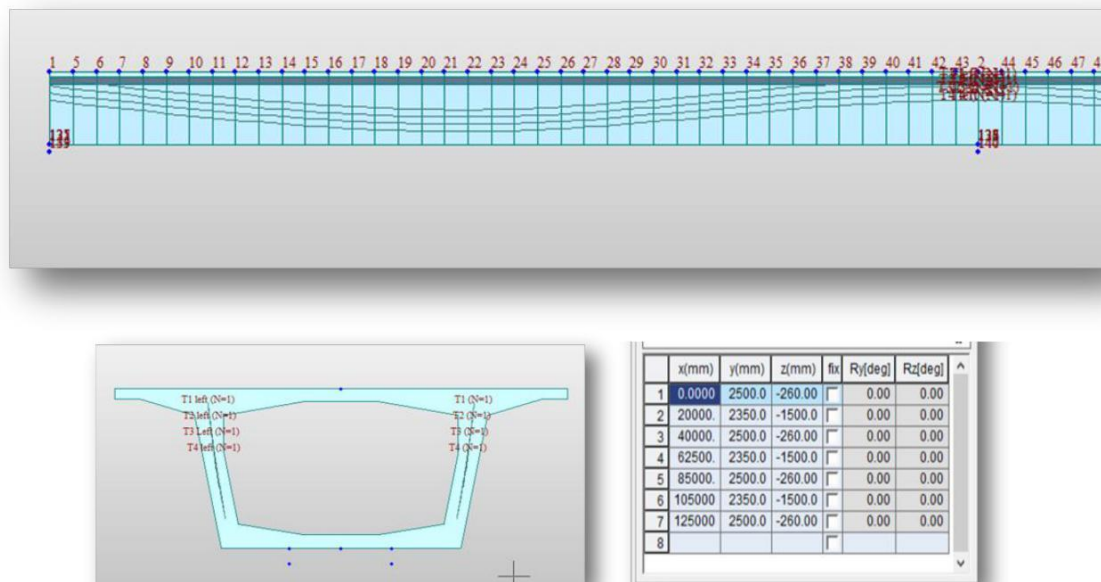 1 5 6 7 8 9 10 11 12 13 14 15 16 17 18 19 20 21 22 23 24 25 26 27 28 29 30 31 32 33 34 35 36 37 38 39 40 41 42 43 2 44 45 46 47
T1 left (N=1) T1 (N=1)
T2 left (N=1) T2 (N=1)
T3 Left (N=1) T3 (N=1)
T4 left (N=1) T4 (N=1)
x(mm) y(mm) z(mm) fix Ry[deg] Rz[deg]
1 0.0000 2500.0 -260.00 0.00 0.00
2 20000. 2350.0 -1500.0 0.00 0.00
3 40000. 2500.0 -260.00 0.00 0.00
4 62500. 2350.0 -1500.0 0.00 0.00
5 85000. 2500.0 -260.00 0.00 0.00
6 105000 2350.0 -1500.0 0.00 0.00
7 125000 2500.0 -260.00 0.00 0.00
8